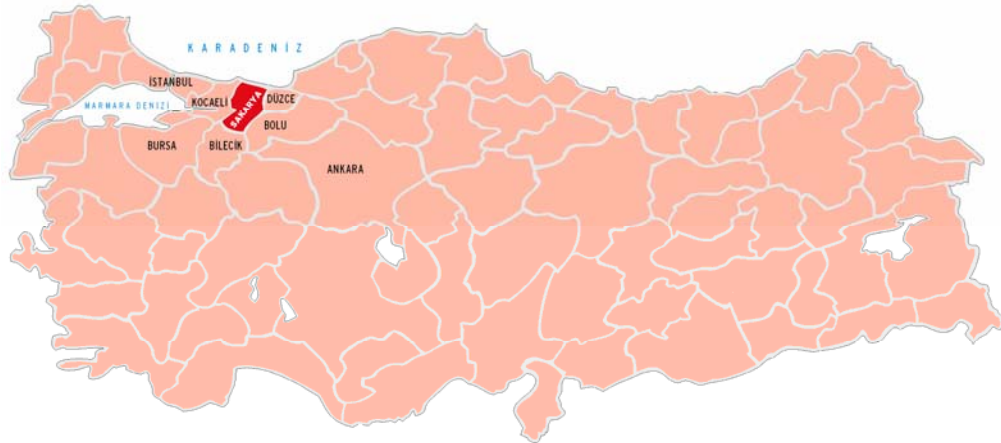 KARADENİZ
İSTANBUL
MARMARA DENİZİ
KOCAELİ
SAKARYA
DÜZCE
BOLU
BURSA
BİLECİK
ANKARA